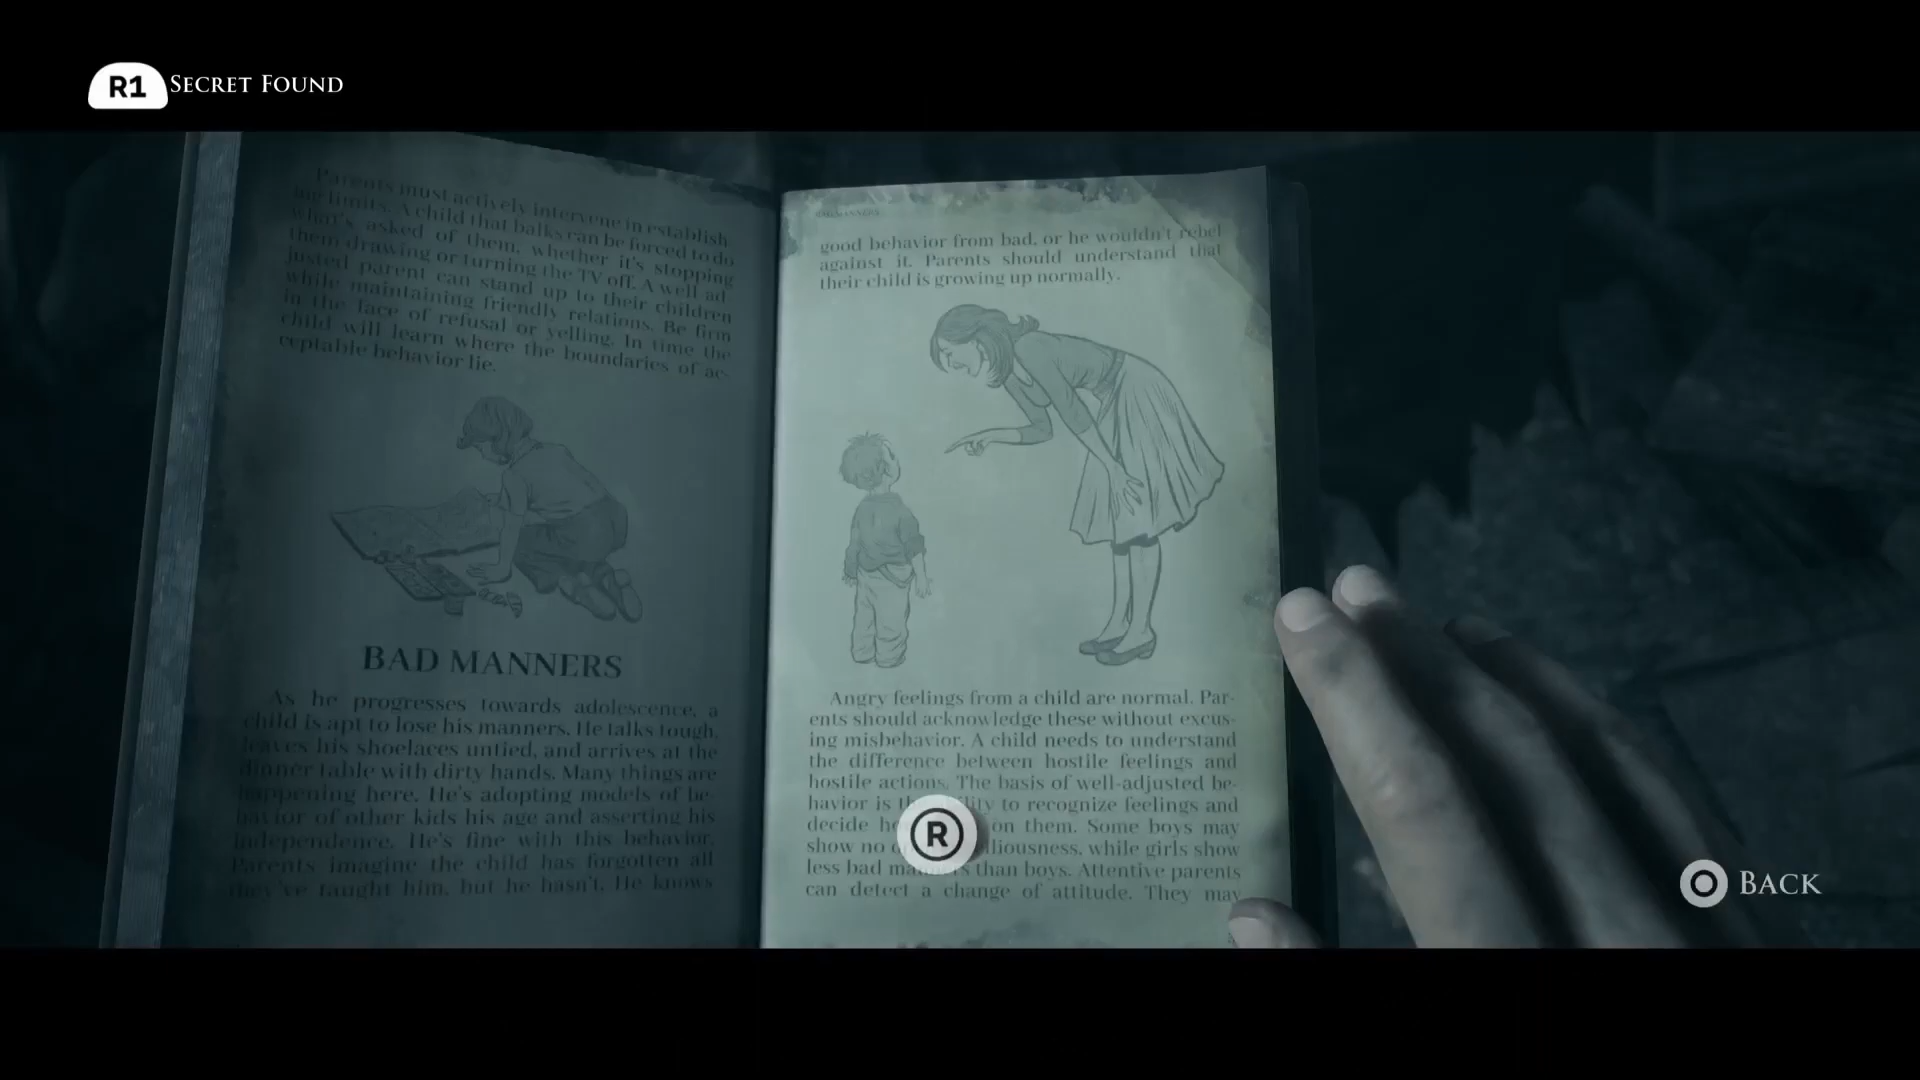 R1 SECRET FOUND
Parents must actively intervene in establish
ing limits. A child that balks can be forced to do
what's asked of them, whether it's stopping
them drawing or turning the TV off. A well ad-
justed parent can stand up to their children
while maintaining friendly relations. Be firm
in the face of refusal or yelling. In time the
child will learn where the boundaries of ac-
ceptable behavior lie.
BAD MANNERS
As he progresses towards adolescence, a
child is apt to lose his manners. He talks tough,
leaves his shoelaces untied, and arrives at the
dinner table with dirty hands. Many things are
happening here. He's adopting models of be-
havior of other kids his age and asserting his
independence. He's fine with this behavior.
Parents imagine the child has forgotten all
they've taught him, but he hasn't. He knows
BAD MANNERS
good behavior from bad, or he wouldn't rebel
against it. Parents should understand that
their child is growing up normally.
Angry feelings from a child are normal. Par-
ents should acknowledge these without excus-
ing misbehavior. A child needs to understand
the difference between hostile feelings and
hostile actions. The basis of well-adjusted be-
havior is to recognize feelings and
decide on them. Some boys may
show no while girls show
less bad than boys. Attentive parents
can detect a change of attitude. They may
R
BACK